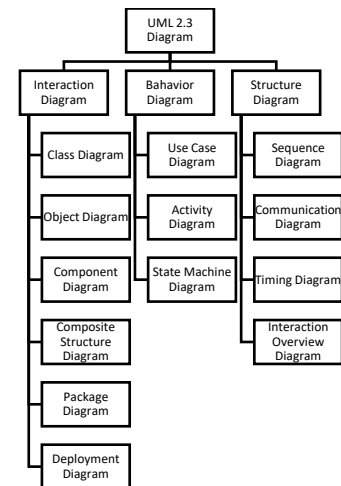 UML 2.3
Diagram
Interaction
Diagram
Bahavior
Diagram
Structure
Diagram
Class Diagram
Object Diagram
Component
Diagram
Composite
Structure
Diagram
Package
Diagram
Deployment
Diagram
Use Case
Diagram
Activity
Diagram
State Machine
Diagram
Sequence
Diagram
Communication
Diagram
Timing Diagram
Interaction
Overview
Diagram